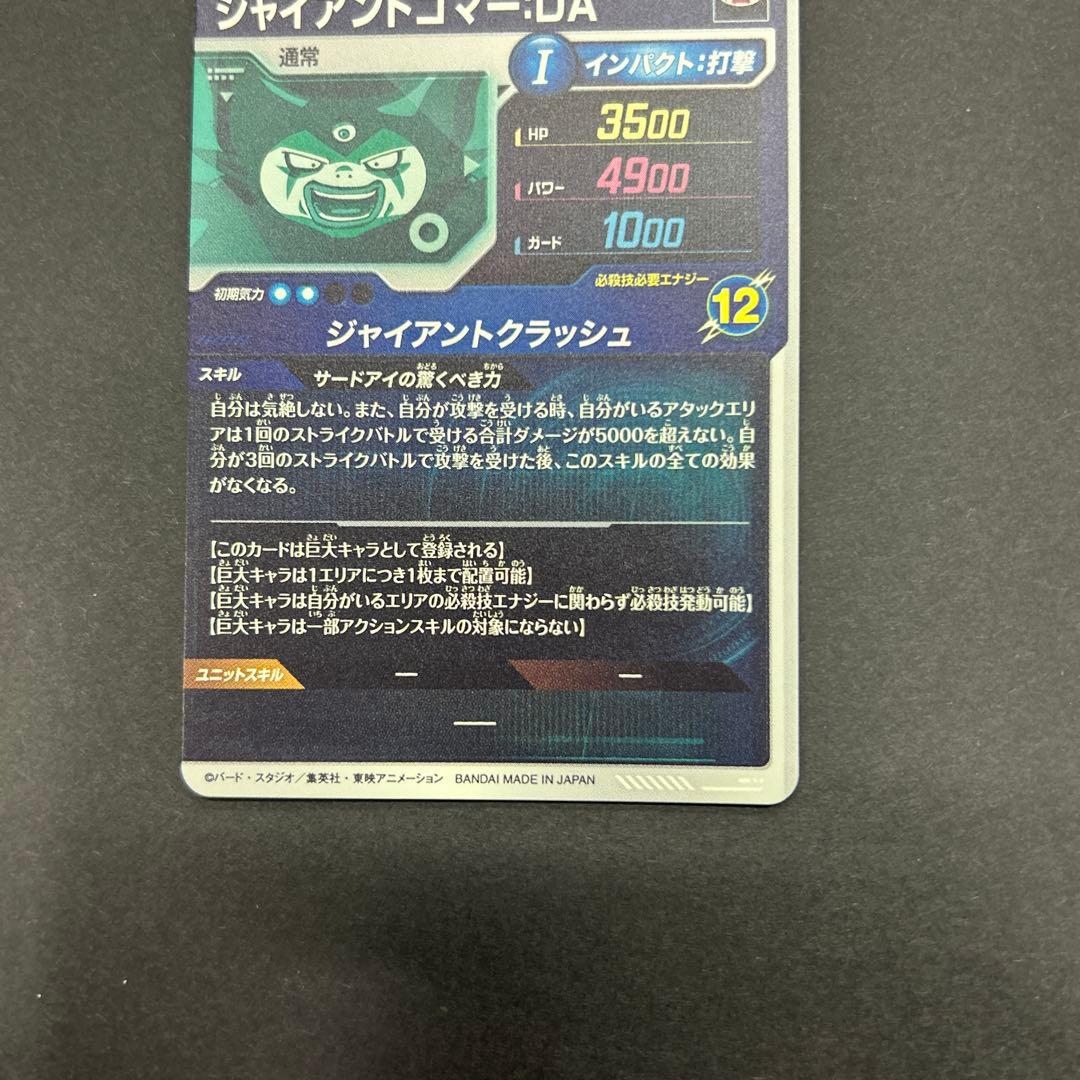 ジャイアントゴマー:DA
通常
I インパクト:打撃
HP 3500
パワー 4900
ガード 1000
必殺技必要エナジー
初期気力
12
ジャイアントクラッシュ
スキル サードアイの驚くべき力
自分は気絶しない。また、自分が攻撃を受ける時、自分がいるアタックエリ
アは1回のストライクバトルで受ける合計ダメージが5000を超えない。自
分が3回のストライクバトルで攻撃を受けた後、このスキルの全ての効果
がなくなる。
【このカードは巨大キャラとして登録される】
【巨大キャラは1エリアにつき1枚まで配置可能】
【巨大キャラは自分がいるエリアの必殺技エナジーに関わらず必殺技発動可能】
【巨大キャラは一部アクションスキルの対象にならない】
ユニットスキル ー ー
ー
©バード・スタジオ／集英社・東映アニメーション BANDAI MADE IN JAPAN